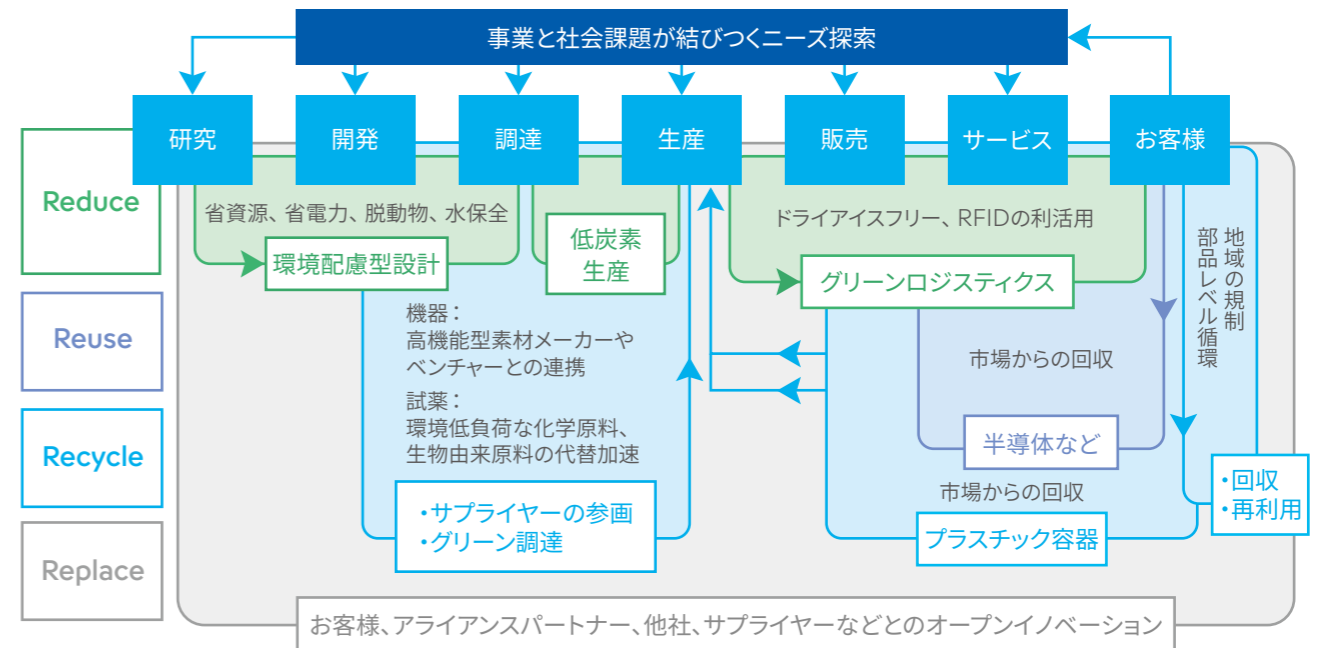 事業と社会課題が結びつくニーズ探索
研究
開発
調達
生産
販売
サービス
お客様
Reduce
省資源、省電力、脱動物、水保全
環境配慮型設計
低炭素
生産
ドライアイスフリー、RFIDの利活用
グリーンロジスティクス
地域の規制
部品レベル循環
Reuse
機器：
高機能型素材メーカーや
ベンチャーとの連携
試薬：
環境低負荷な化学原料、
生物由来原料の代替加速
市場からの回収
半導体など
Recycle
・サプライヤーの参画
・グリーン調達
市場からの回収
プラスチック容器
・回収
・再利用
Replace
お客様、アライアンスパートナー、他社、サプライヤーなどとのオープンイノベーション